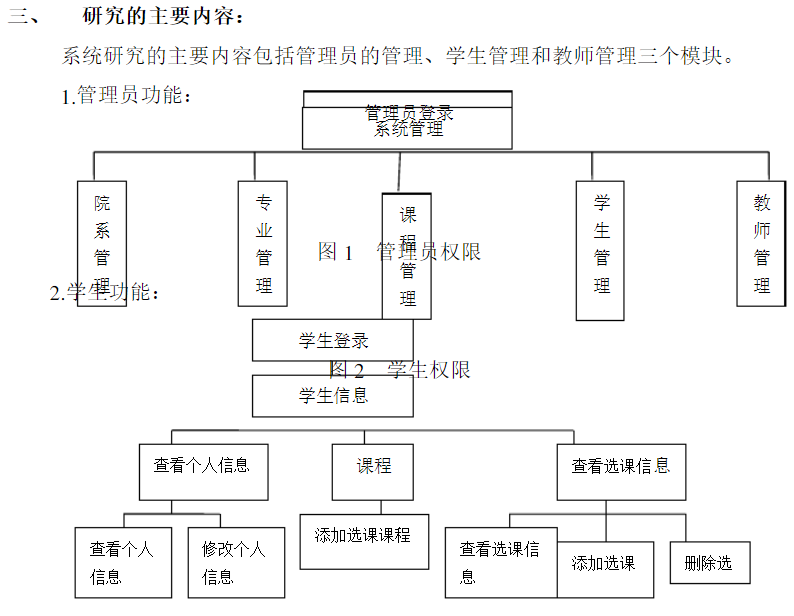 三、 研究的主要内容：
系统研究的主要内容包括管理员的管理、学生管理和教师管理三个模块。
1.管理员功能：
管理员登录
系统管理
院系管理
专业管理
课程管理
学生管理
教师管理
图 1 管理员权限
2.学生功能：
学生登录
图 2 学生权限
学生信息
查看个人信息
课程
查看选课信息
查看个人
信息
修改个人
信息
添加选课课程
查看选课信
息
添加选课
删除选